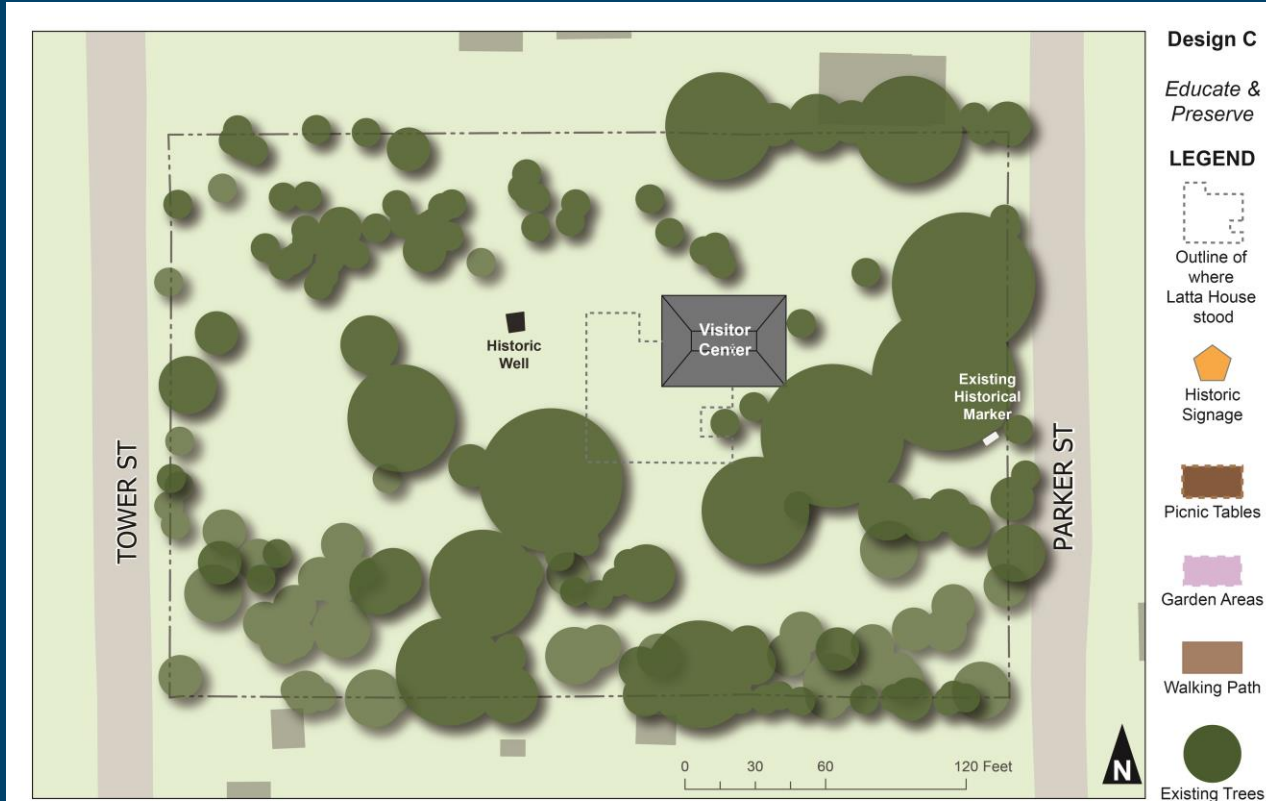 Design C
Educate &
Preserve
LEGEND
Outline of
where
Latta House
stood
Historic
Signage
Picnic Tables
Garden Areas
Walking Path
Existing Trees
TOWER ST
Historic
Well
Visitor
Center
Existing
Historical
Marker
PARKER ST
0 30 60 120 Feet
N